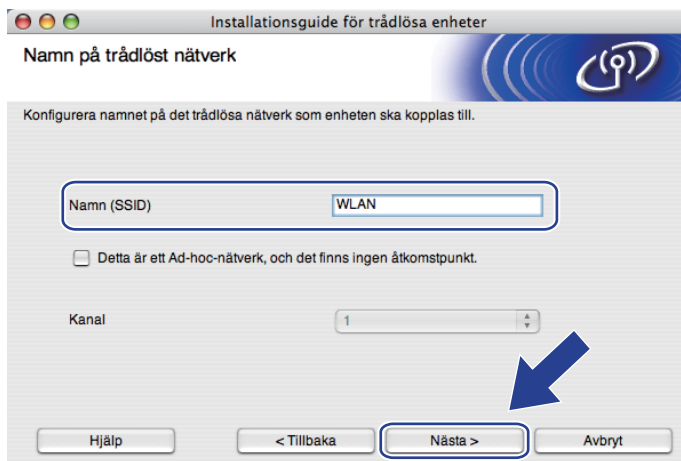 Installationsguide för trådlösa enheter
Namn på trådlöst nätverk
Konfigurera namnet på det trådlösa nätverk som enheten ska kopplas till.
Namn (SSID) WLAN
Detta är ett Ad-hoc-nätverk, och det finns ingen åtkomstpunkt.
Kanal 1
Hjälp < Tillbaka Nästa > Avbryt